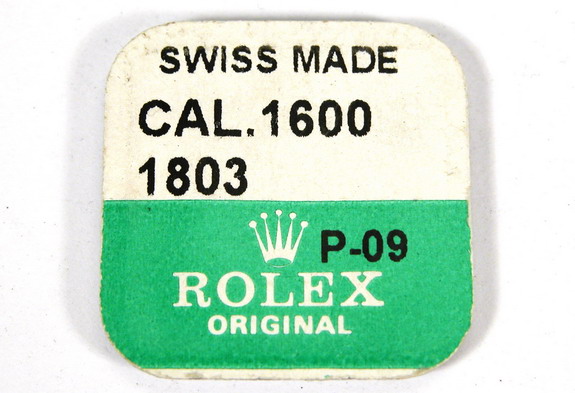 SWISS MADE
CAL.1600
1803
P-09
ROLEX
ORIGINAL